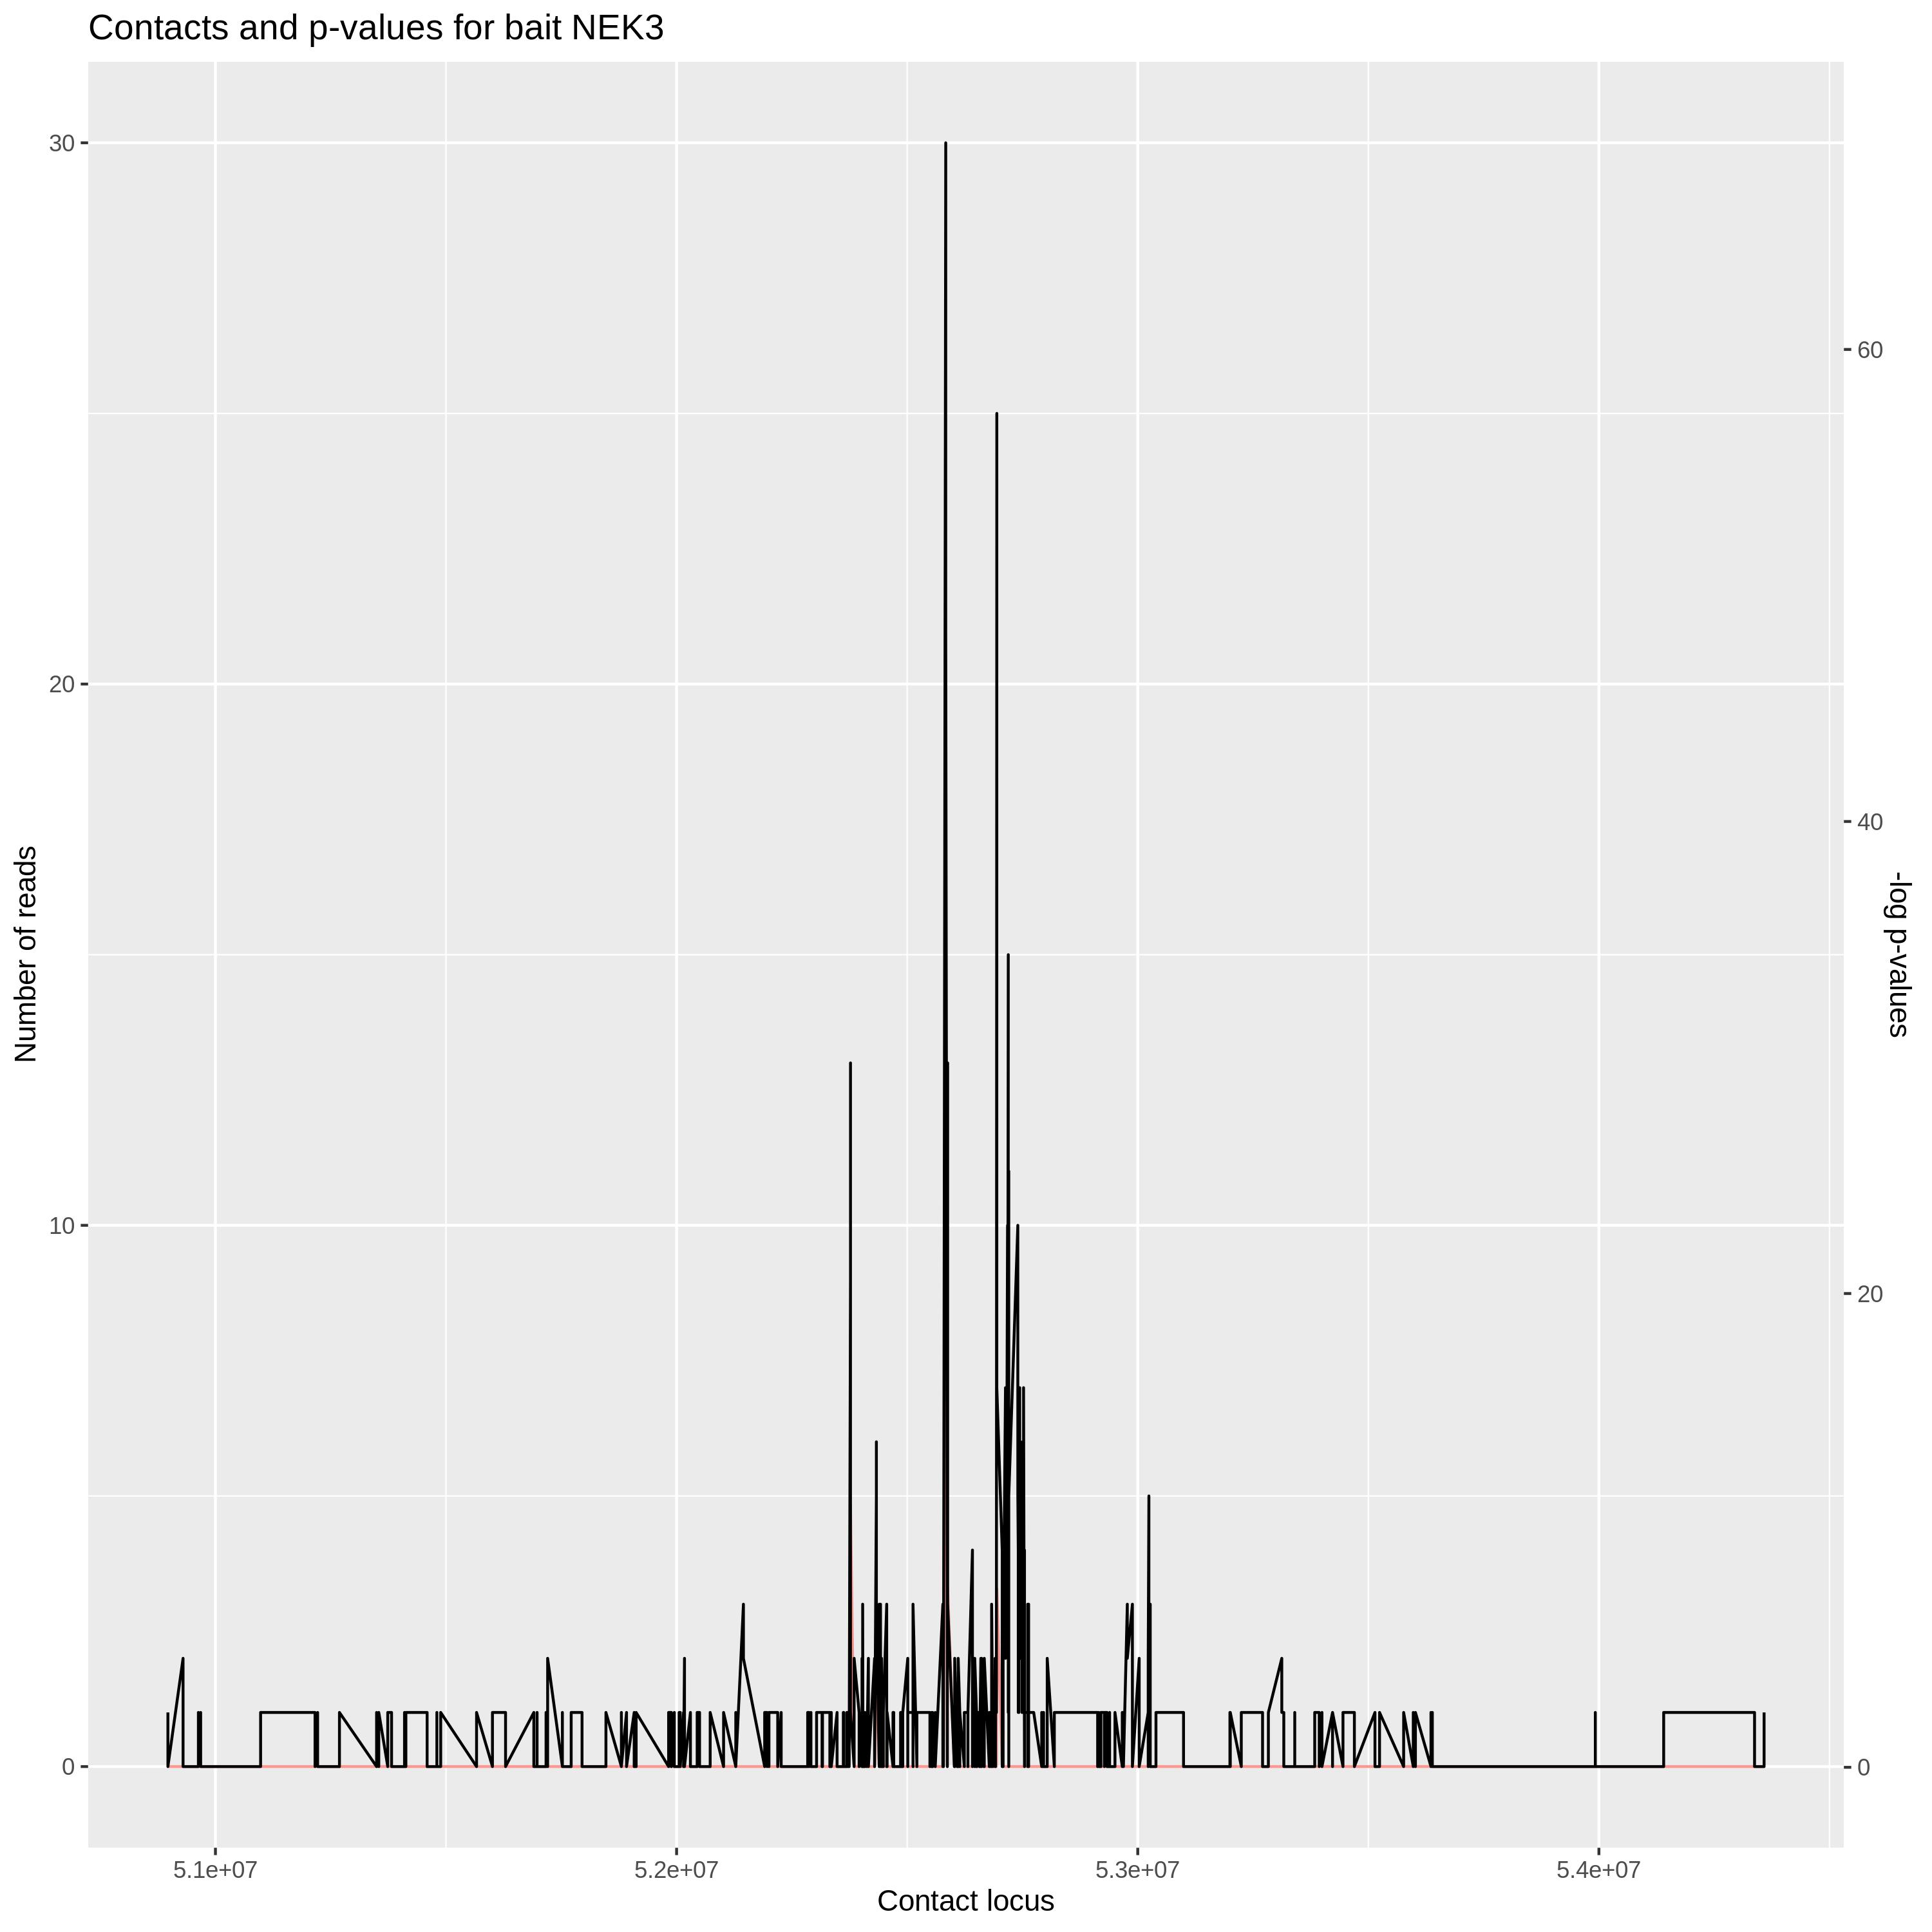 Contacts and p-values for bait NEK3
30
20
10
0
Number of reads
60
40
20
0
-log p-values
5.1e+07
5.2e+07
5.3e+07
5.4e+07
Contact locus